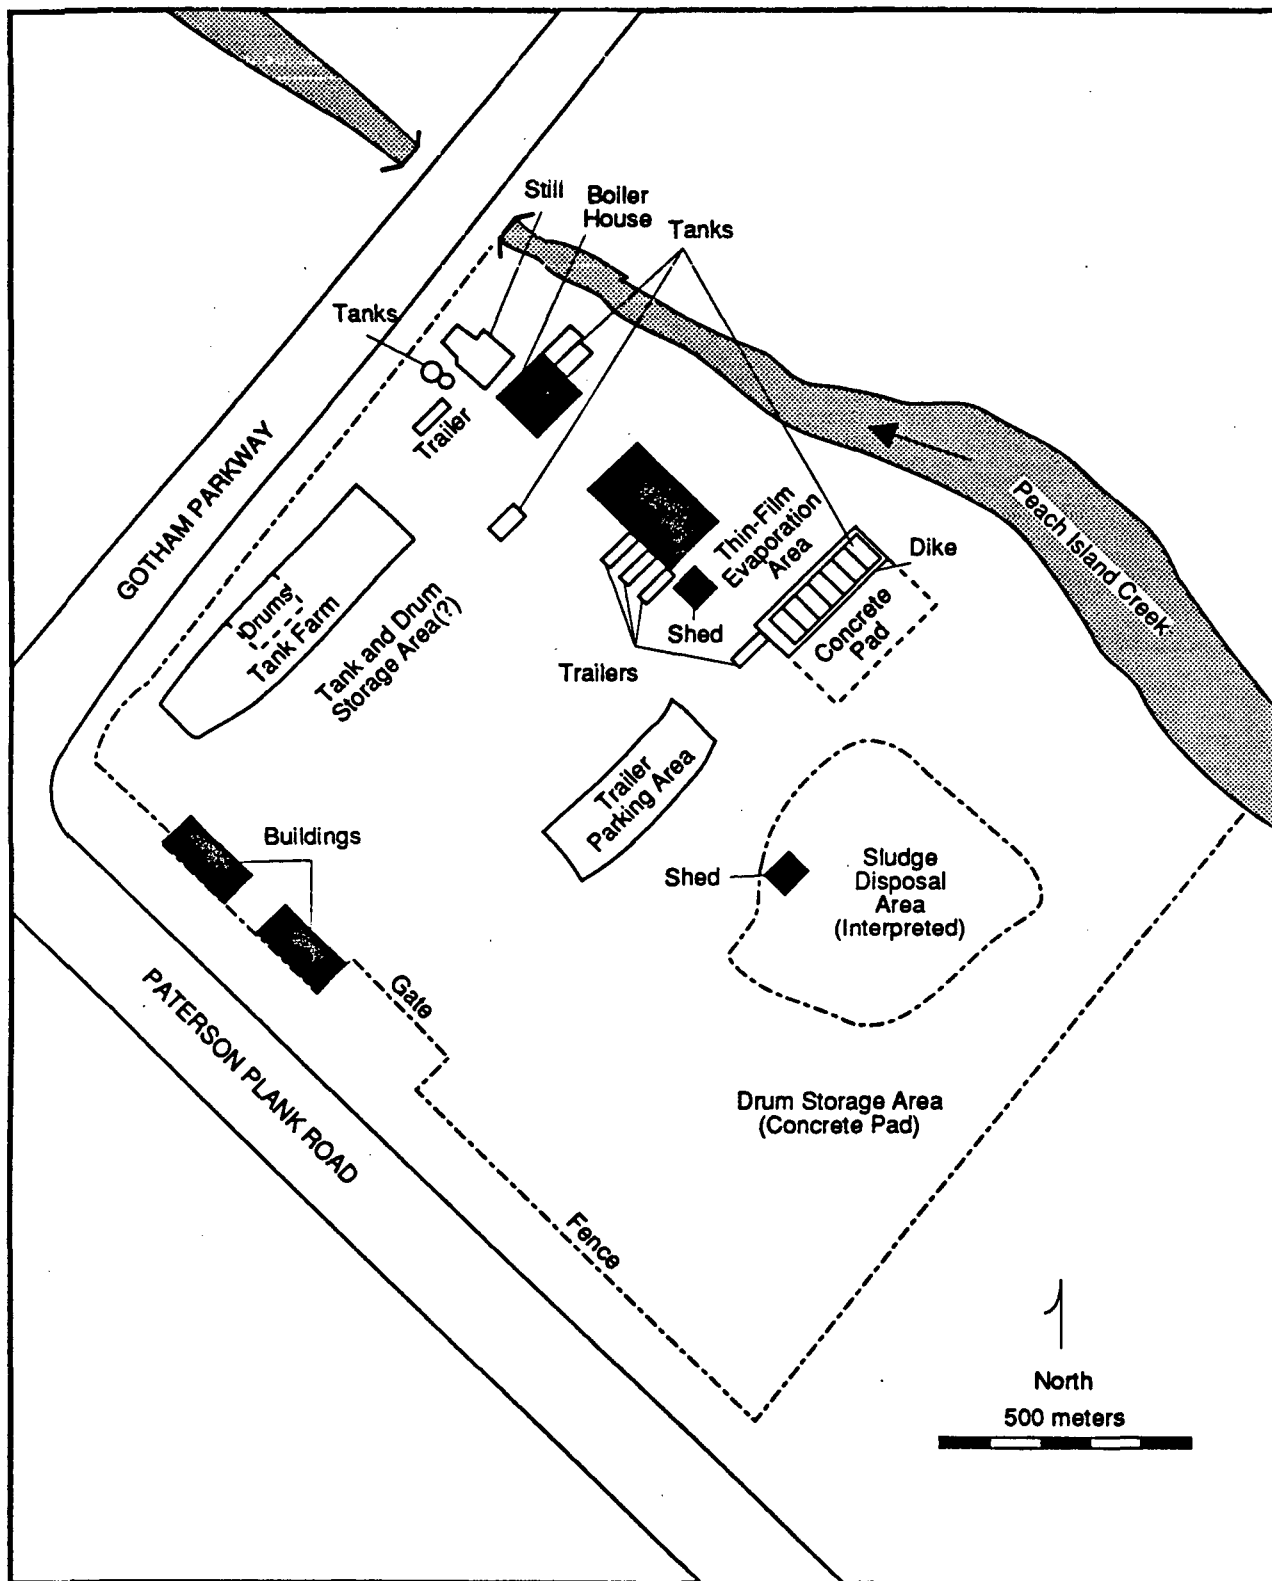 Still
Boiler
House
Tanks
Tanks
Trailer
GOTHAM PARKWAY
Peach Island Creek
Thin-Film
Evaporation
Area
Dike
Drums
Tank Farm
Tank and Drum
Storage Area(?)
Shed
Concrete
Pad
Trailers
Trailer
Parking Area
Buildings
Shed
Sludge
Disposal
Area
(Interpreted)
Gate
PATERSON PLANK ROAD
Drum Storage Area
(Concrete Pad)
Fence
North
500 meters